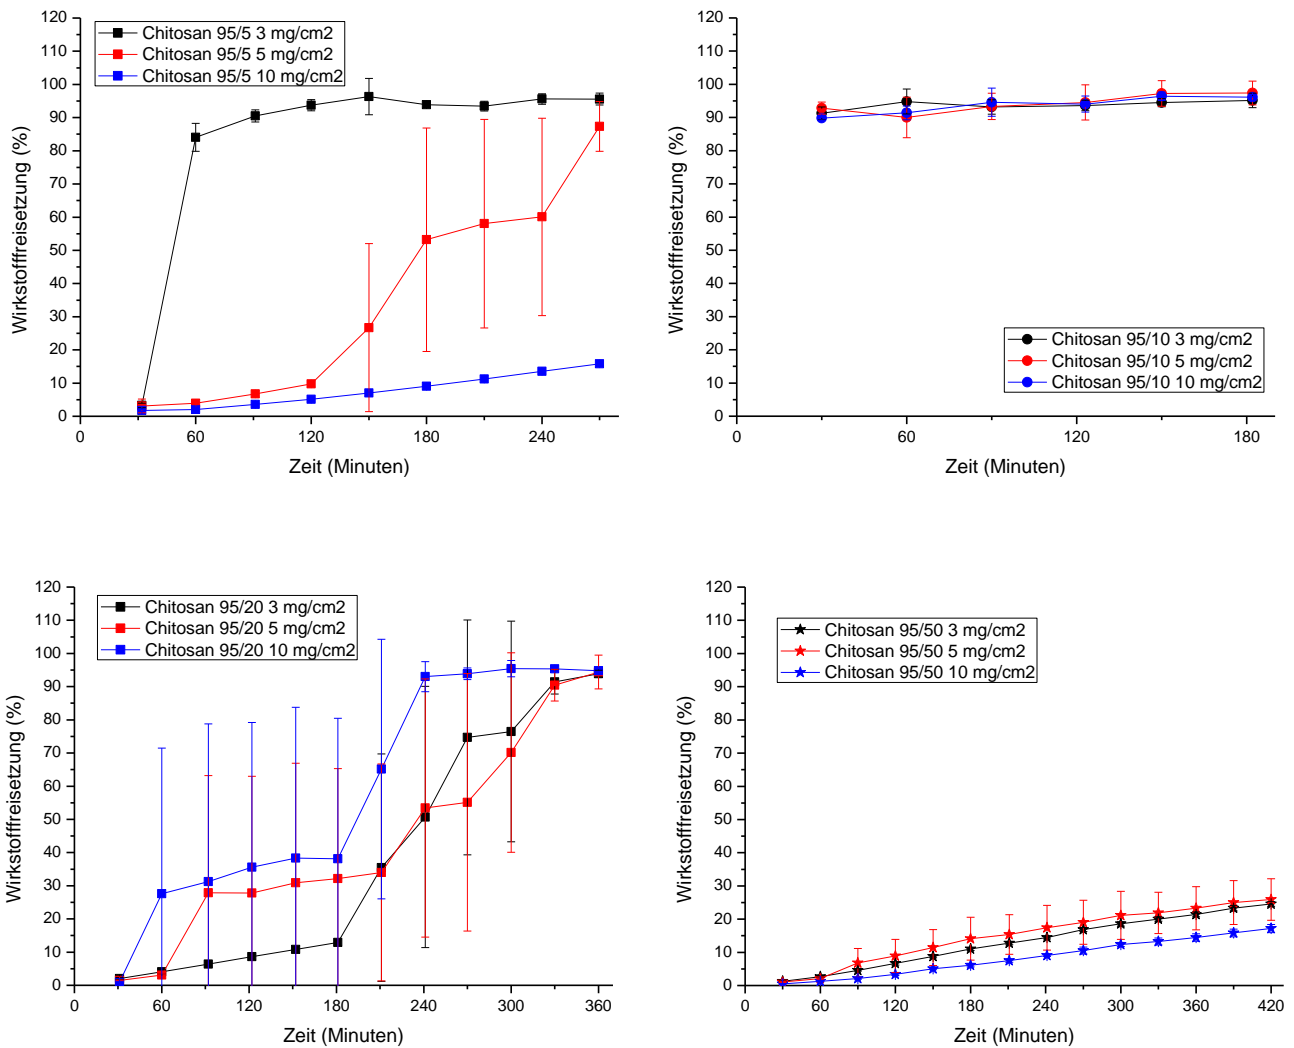 Chitosan 95/5 3 mg/cm2
Chitosan 95/5 5 mg/cm2
Chitosan 95/5 10 mg/cm2
120
110
100
90
80
70
60
50
40
30
20
10
0
0 60 120 180 240
Wirkstofffreisetzung (%)
Zeit (Minuten)
120
110
100
90
80
70
60
50
40
30
20
10
0
0 60 120 180
Wirkstofffreisetzung (%)
Zeit (Minuten)
Chitosan 95/10 3 mg/cm2
Chitosan 95/10 5 mg/cm2
Chitosan 95/10 10 mg/cm2
Chitosan 95/20 3 mg/cm2
Chitosan 95/20 5 mg/cm2
Chitosan 95/20 10 mg/cm2
120
110
100
90
80
70
60
50
40
30
20
10
0
0 60 120 180 240 300 360
Wirkstofffreisetzung (%)
Zeit (Minuten)
Chitosan 95/50 3 mg/cm2
Chitosan 95/50 5 mg/cm2
Chitosan 95/50 10 mg/cm2
120
110
100
90
80
70
60
50
40
30
20
10
0
0 60 120 180 240 300 360 420
Wirkstofffreisetzung (%)
Zeit (Minuten)